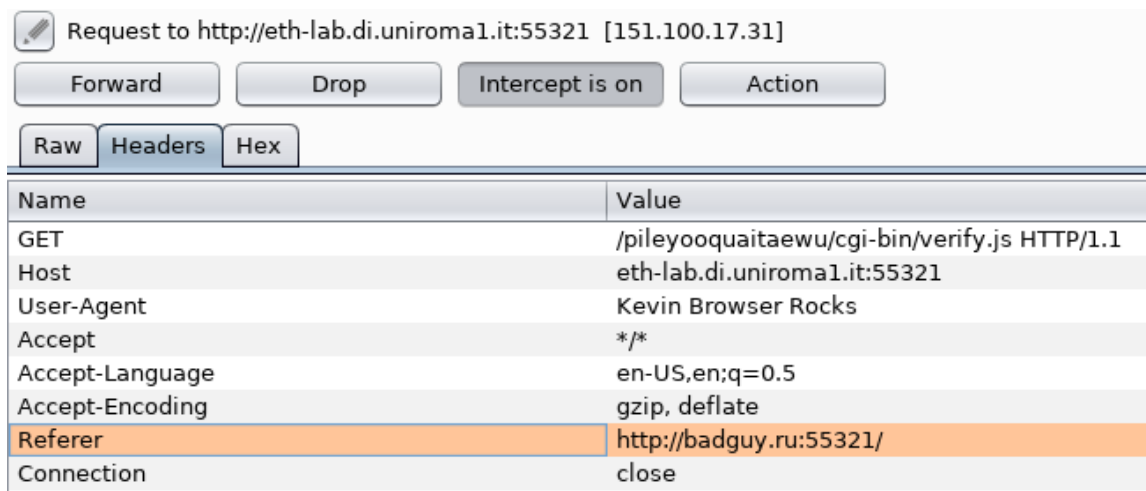 Request to http://eth-lab.di.uniroma1.it:55321 [151.100.17.31]
Forward Drop Intercept is on Action
Raw Headers Hex
Name Value
GET /pileyooquaitaewu/cgi-bin/verify.js HTTP/1.1
Host eth-lab.di.uniroma1.it:55321
User-Agent Kevin Browser Rocks
Accept */*
Accept-Language en-US,en;q=0.5
Accept-Encoding gzip, deflate
Referer http://badguy.ru:55321/
Connection close